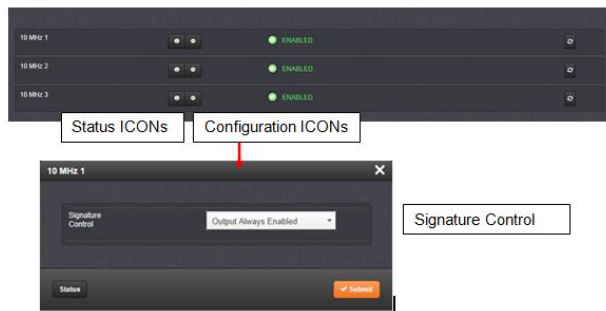 10 MHz 1
ENABLED
10 MHz 2
ENABLED
10 MHz 3
ENABLED
Status ICONs
Configuration ICONs
10 MHz 1
Signature
Control
Output Always Enabled
Signature Control
Status
Submit